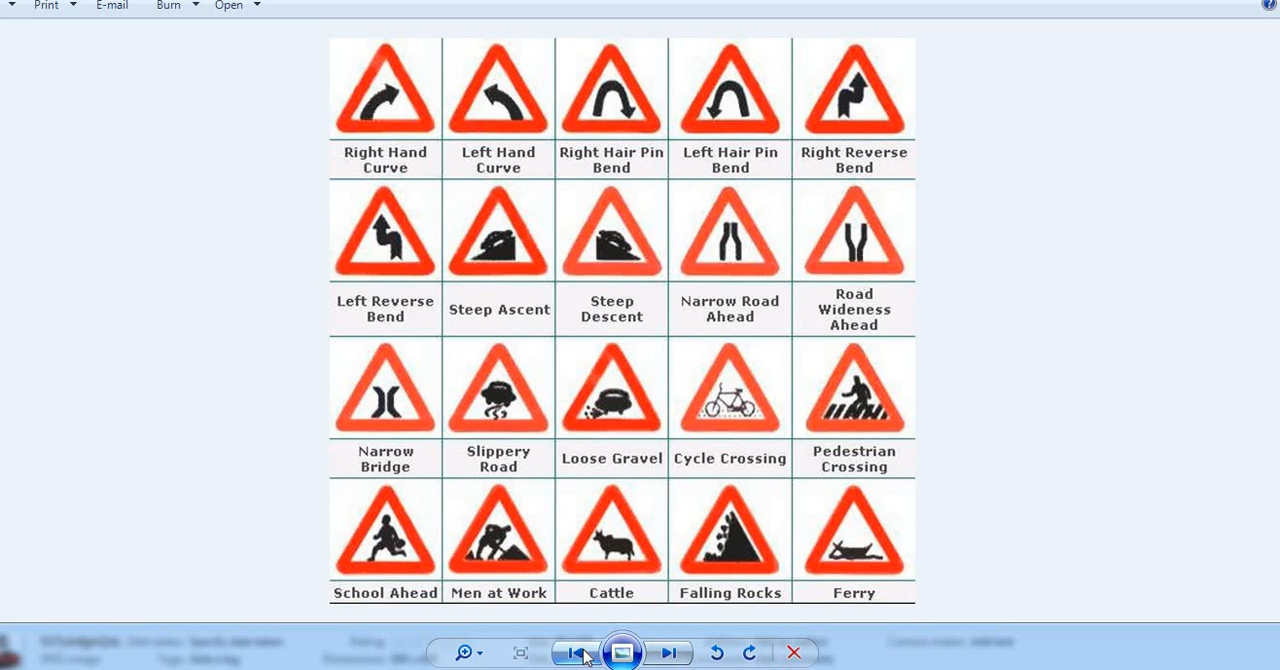 Print E-mail Burn Open
Right Hand Curve
Left Hand Curve
Right Hair Pin Bend
Left Hair Pin Bend
Right Reverse Bend
Left Reverse Bend
Steep Ascent
Steep Descent
Narrow Road Ahead
Road Wideness Ahead
Narrow Bridge
Slippery Road
Loose Gravel
Cycle Crossing
Pedestrian Crossing
School Ahead
Men at Work
Cattle
Falling Rocks
Ferry